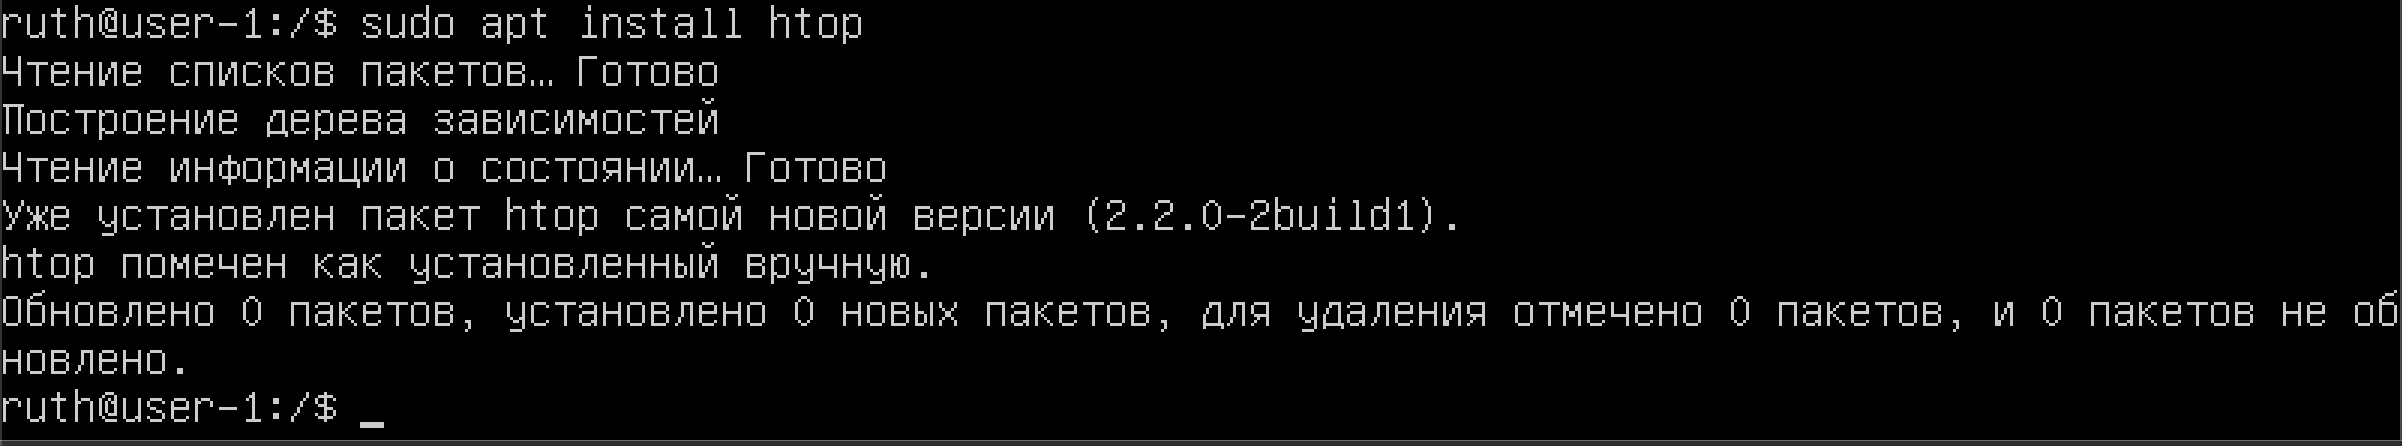 ruth@user-1:/$ sudo apt install htop
Чтение списков пакетов… Готово
Построение дерева зависимостей
Чтение информации о состоянии… Готово
Уже установлен пакет htop самой новой версии (2.2.0-2build1).
htop помечен как установленный вручную.
Обновлено 0 пакетов, установлено 0 новых пакетов, для удаления отмечено 0 пакетов, и 0 пакетов не об
новлено.
ruth@user-1:/$ _